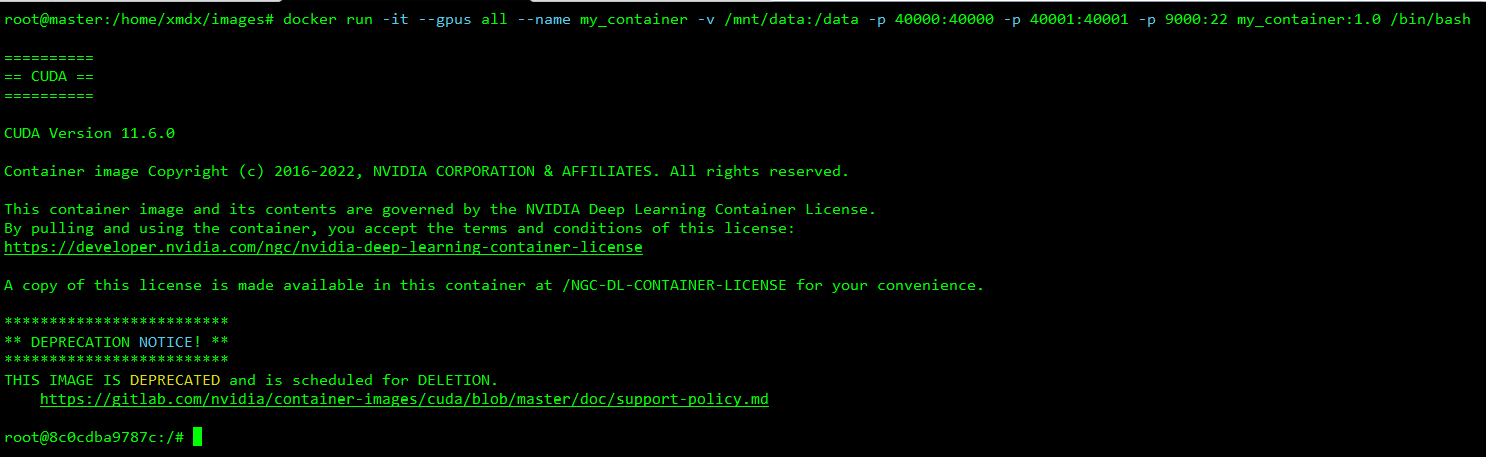 root@master:/home/xmdx/images# docker run -it --gpus all --name my_container -v /mnt/data:/data -p 40000:40000 -p 40001:40001 -p 9000:22 my_container:1.0 /bin/bash
==========
== CUDA ==
==========
CUDA Version 11.6.0
Container image Copyright (c) 2016-2022, NVIDIA CORPORATION & AFFILIATES. All rights reserved.
This container image and its contents are governed by the NVIDIA Deep Learning Container License.
By pulling and using the container, you accept the terms and conditions of this license:
https://developer.nvidia.com/ngc/nvidia-deep-learning-container-license
A copy of this license is made available in this container at /NGC-DL-CONTAINER-LICENSE for your convenience.
*************************
** DEPRECATION NOTICE! **
*************************
THIS IMAGE IS DEPRECATED and is scheduled for DELETION.
https://gitlab.com/nvidia/container-images/cuda/blob/master/doc/support-policy.md
root@8c0cdba9787c:/#